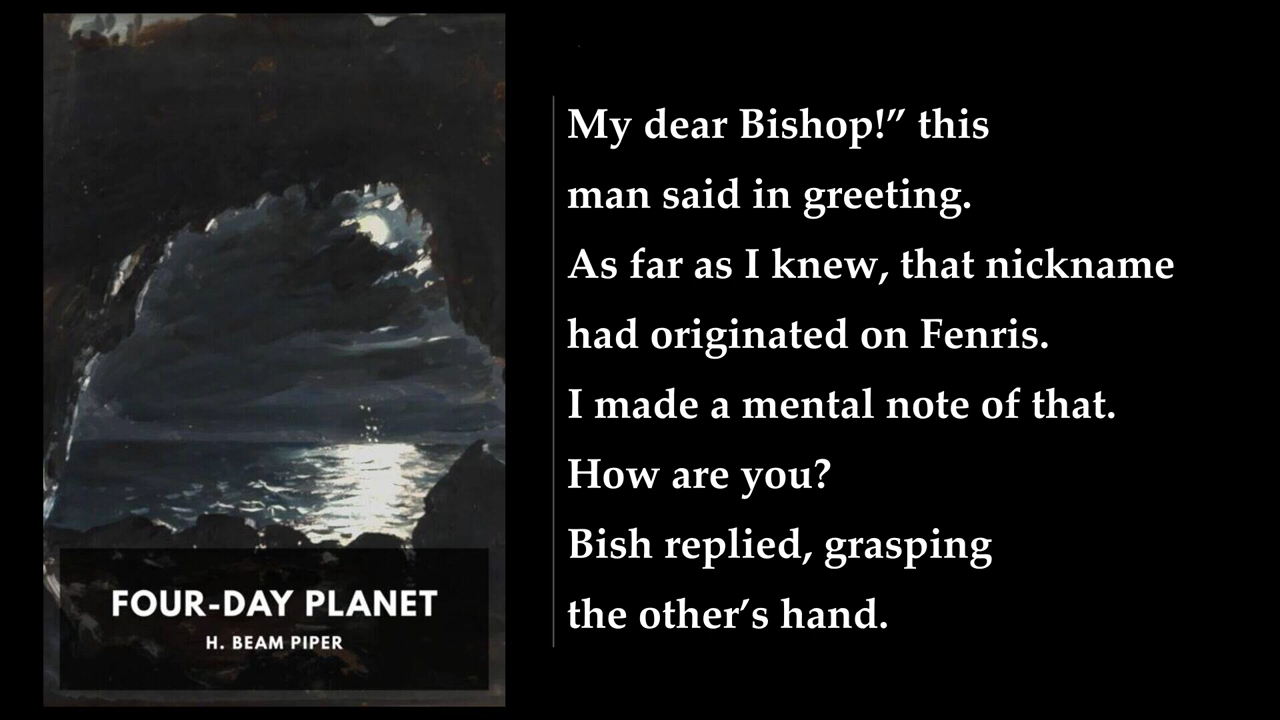 FOUR-DAY PLANET
H. BEAM PIPER
My dear Bishop!” this
man said in greeting.
As far as I knew, that nickname
had originated on Fenris.
I made a mental note of that.
How are you?
Bish replied, grasping
the other’s hand.